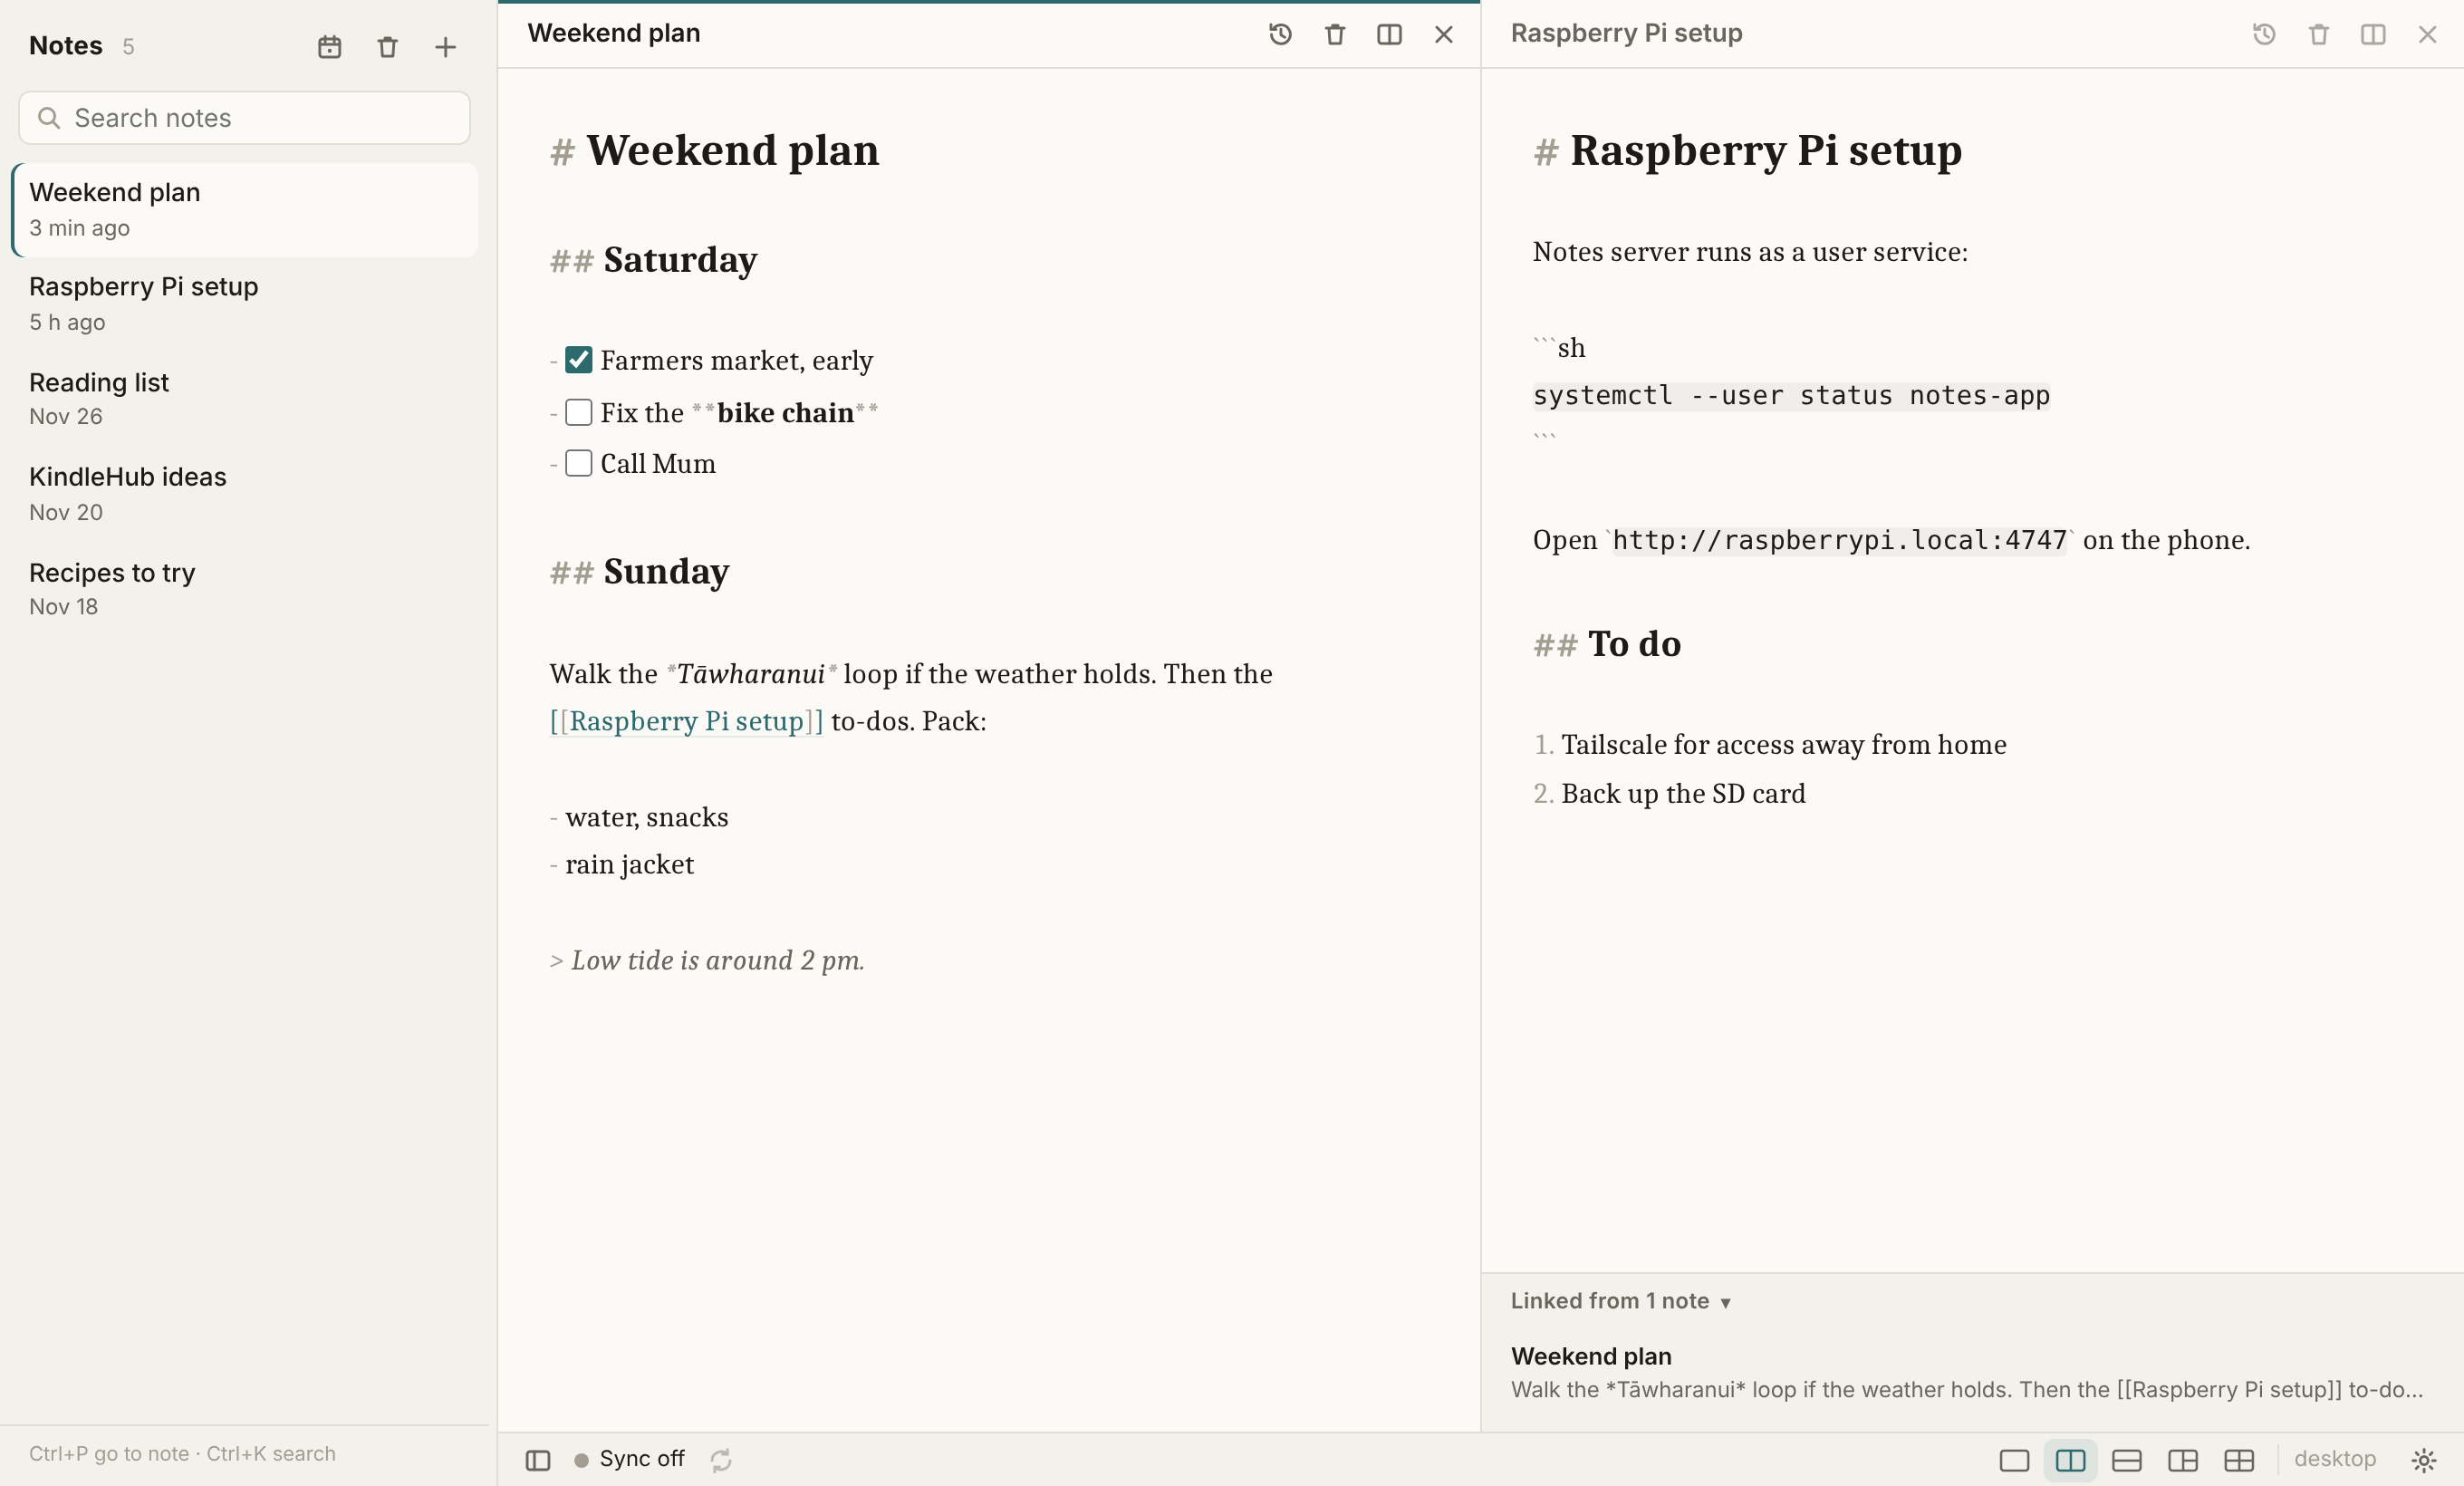 Notes 5
Search notes
Weekend plan
3 min ago
Raspberry Pi setup
5 h ago
Reading list
Nov 26
KindleHub ideas
Nov 20
Recipes to try
Nov 18
Ctrl+P go to note · Ctrl+K search
Weekend plan
# Weekend plan
## Saturday
- Farmers market, early
- Fix the **bike chain**
- Call Mum
## Sunday
Walk the *Tāwharanui* loop if the weather holds. Then the
[[Raspberry Pi setup]] to-dos. Pack:
- water, snacks
- rain jacket
> Low tide is around 2 pm.
Raspberry Pi setup
# Raspberry Pi setup
Notes server runs as a user service:
```sh
systemctl --user status notes-app
```
Open `http://raspberrypi.local:4747` on the phone.
## To do
1. Tailscale for access away from home
2. Back up the SD card
Linked from 1 note ▾
Weekend plan
Walk the *Tāwharanui* loop if the weather holds. Then the [[Raspberry Pi setup]] to-do...
Sync off
desktop